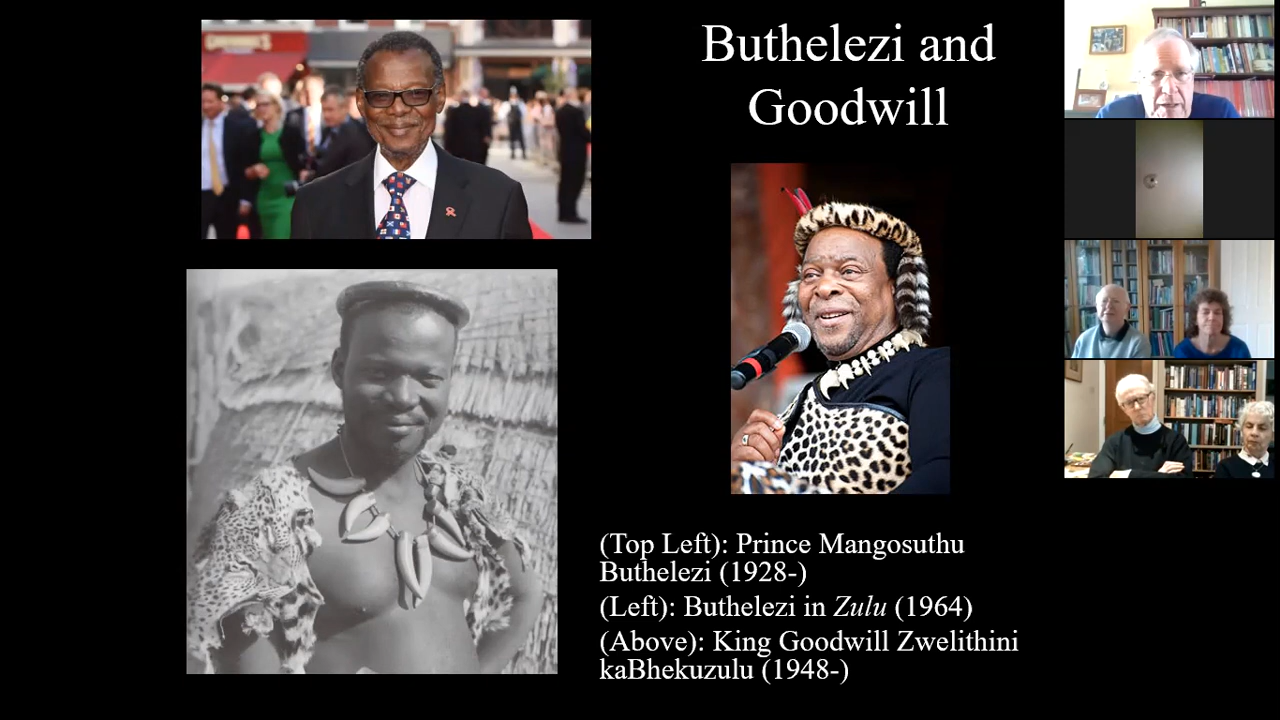 Buthelezi and
Goodwill
(Top Left): Prince Mangosuthu
Buthelezi (1928-)
(Left): Buthelezi in Zulu (1964)
(Above): King Goodwill Zwelithini
kaBhekuzulu (1948-)